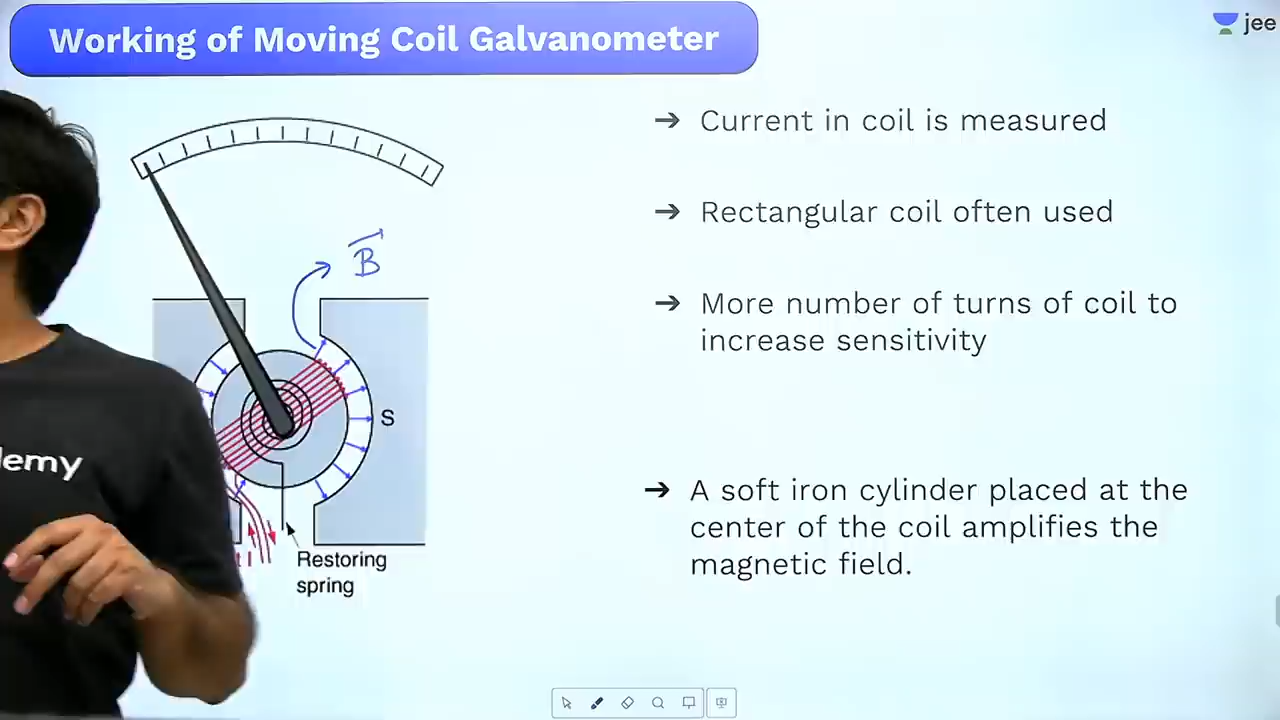 Working of Moving Coil Galvanometer
jee
→ Current in coil is measured
→ Rectangular coil often used
→ More number of turns of coil to
increase sensitivity
B
S
→ A soft iron cylinder placed at the
center of the coil amplifies the
magnetic field.
demy
I
Restoring
spring